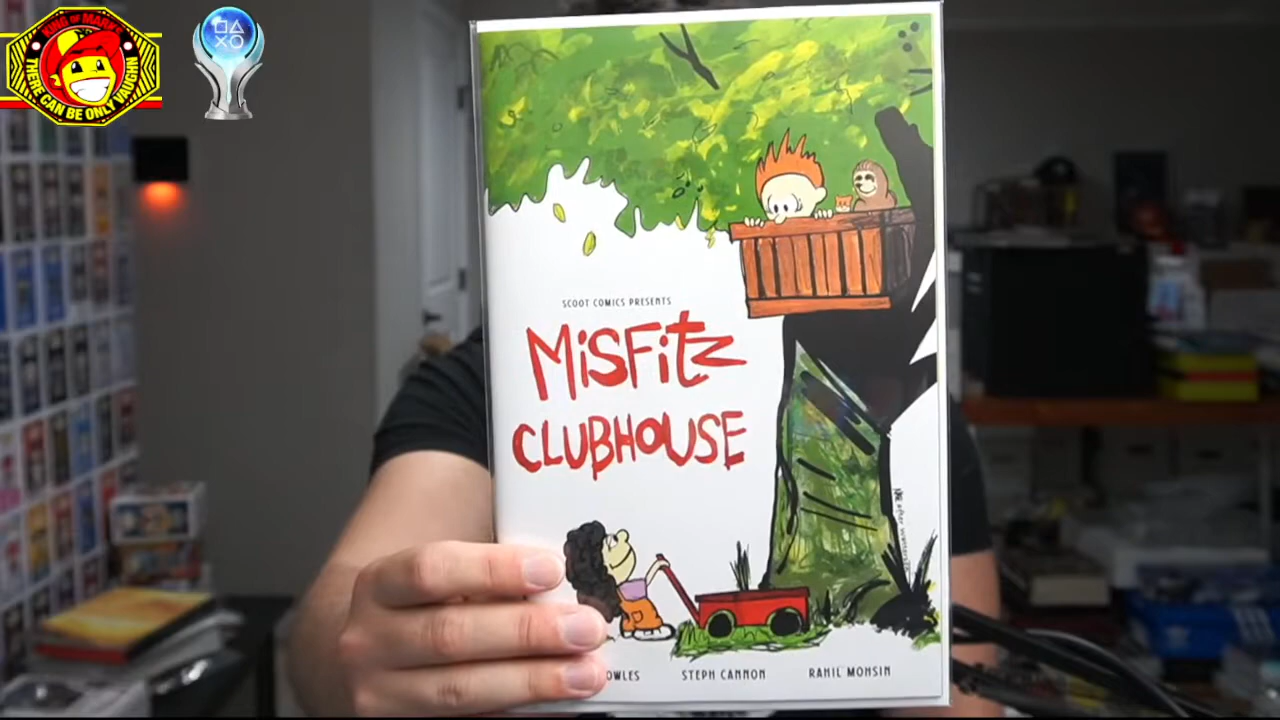 KING OF MARKS
THERE CAN BE ONLY VAUGHN
SCOOT COMICS PRESENTS
MiSFitz
CLUBHOUSE
OWLES STEPH CANNON RAHIL MOHSIN